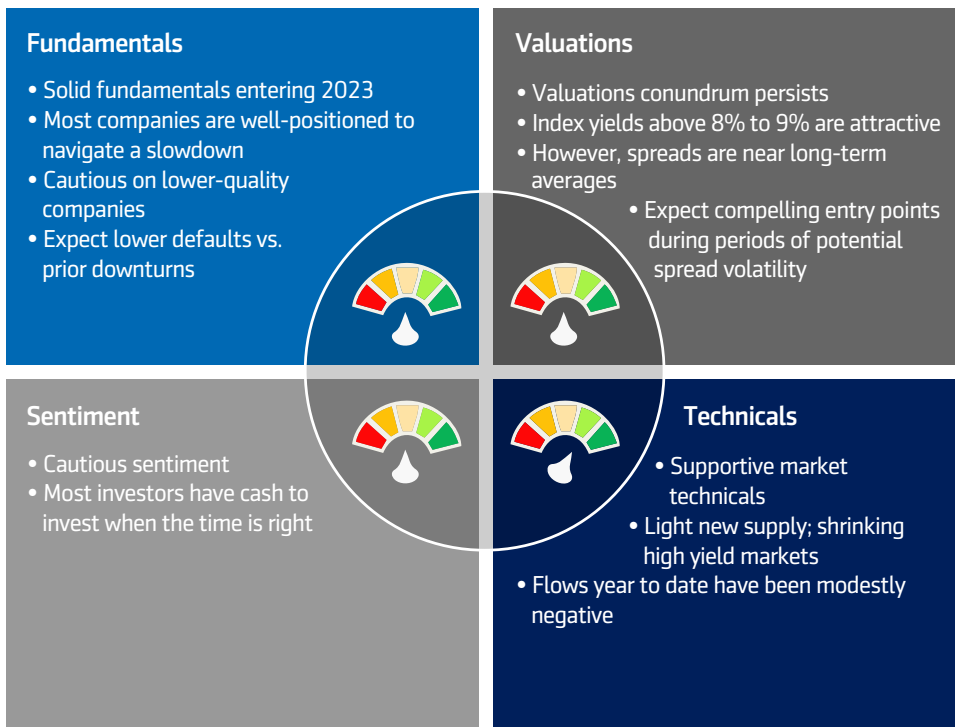 Fundamentals
• Solid fundamentals entering 2023
• Most companies are well-positioned to
navigate a slowdown
• Cautious on lower-quality
companies
• Expect lower defaults vs.
prior downturns
Valuations
• Valuations conundrum persists
• Index yields above 8% to 9% are attractive
• However, spreads are near long-term
averages
• Expect compelling entry points
during periods of potential
spread volatility
Sentiment
• Cautious sentiment
• Most investors have cash to
invest when the time is right
Technicals
• Supportive market
technicals
• Light new supply; shrinking
high yield markets
• Flows year to date have been modestly
negative